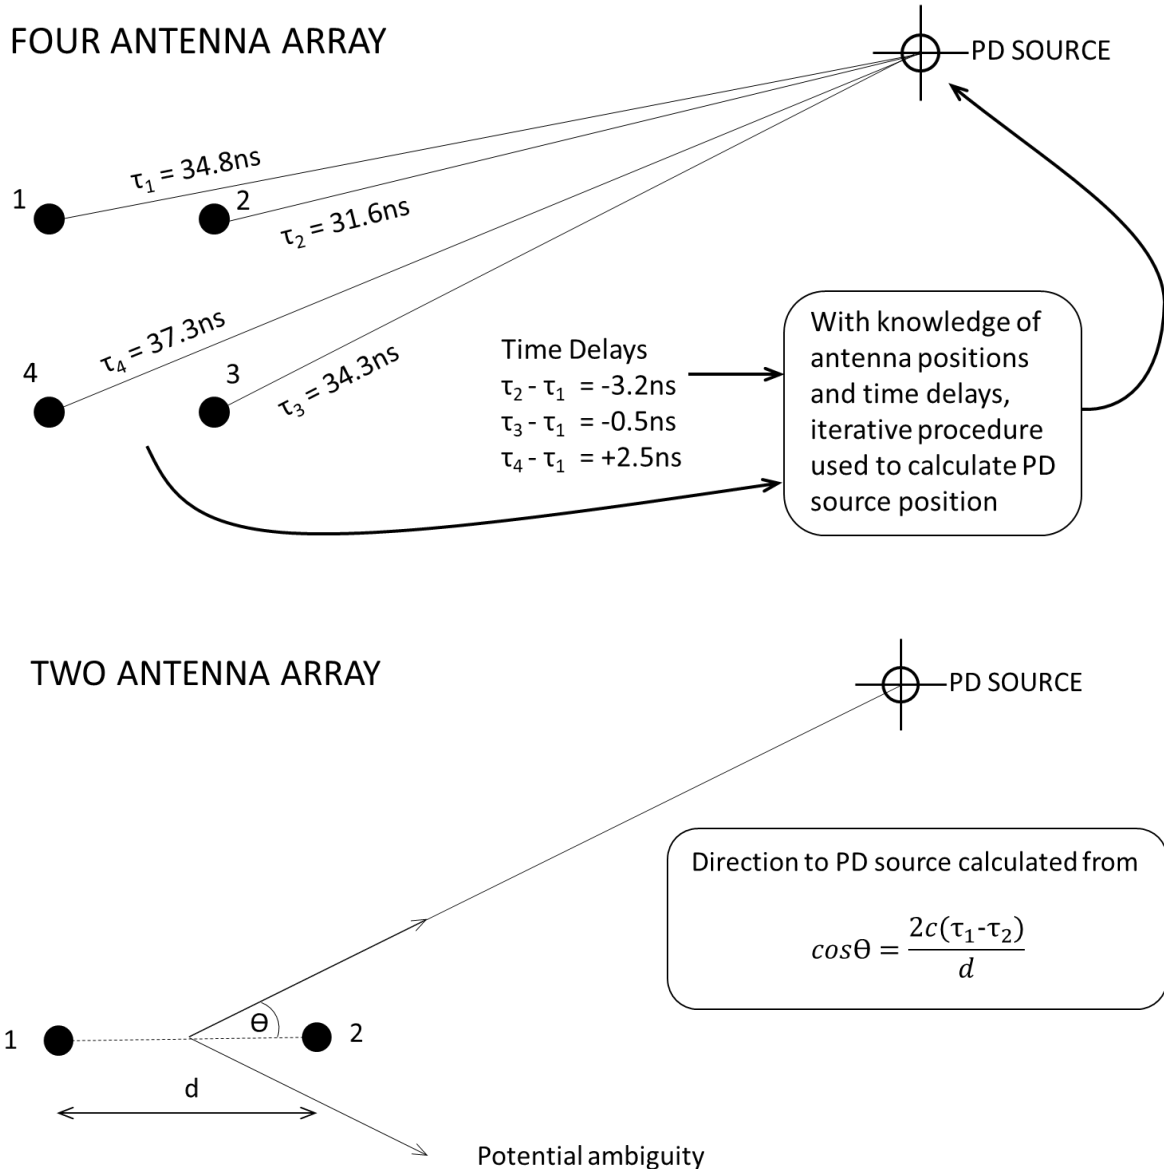 FOUR ANTENNA ARRAY
PD SOURCE
τ₁ = 34.8ns
1
2
τ₂ = 31.6ns
τ₄ = 37.3ns
4
3
τ₃ = 34.3ns
Time Delays
τ₂ - τ₁ = -3.2ns
τ₃ - τ₁ = -0.5ns
τ₄ - τ₁ = +2.5ns
With knowledge of
antenna positions
and time delays,
iterative procedure
used to calculate PD
source position
TWO ANTENNA ARRAY
PD SOURCE
Direction to PD source calculated from
cosθ = 2c(τ₁-τ₂)/d
1
θ
2
d
Potential ambiguity